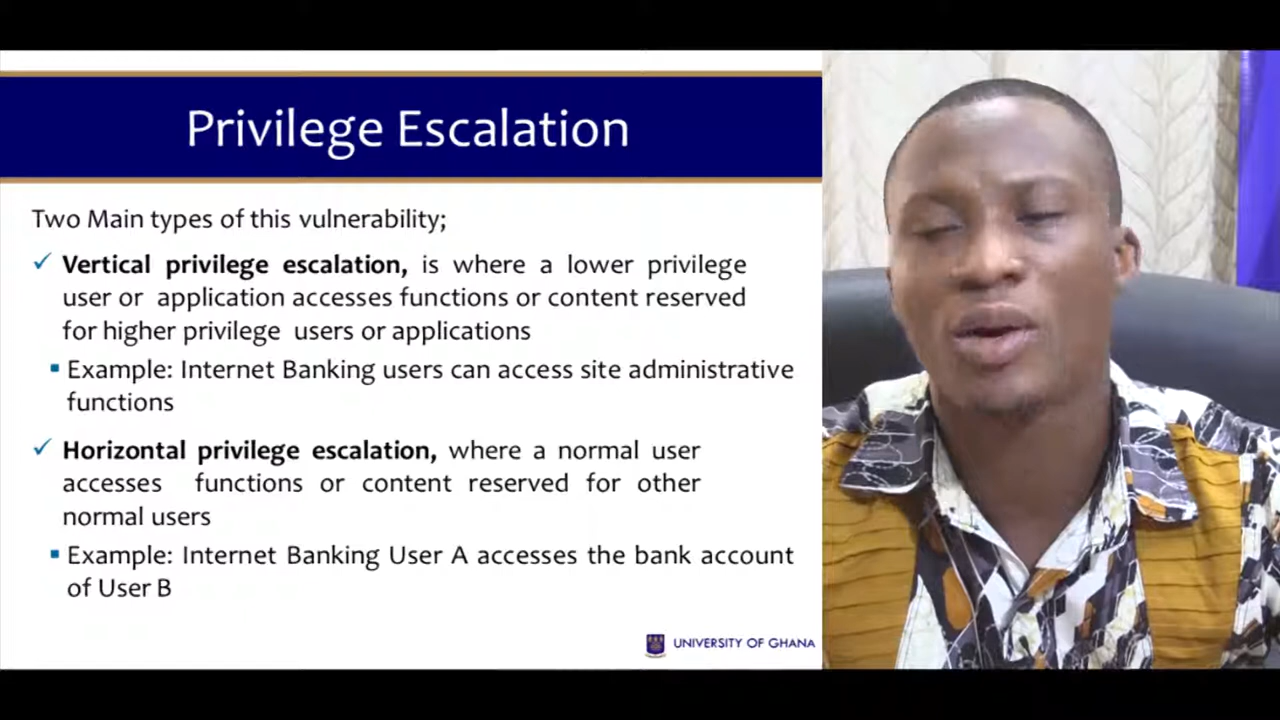 Privilege Escalation
Two Main types of this vulnerability;
✓ Vertical privilege escalation, is where a lower privilege
user or application accesses functions or content reserved
for higher privilege users or applications
▪ Example: Internet Banking users can access site administrative
functions
✓ Horizontal privilege escalation, where a normal user
accesses functions or content reserved for other
normal users
▪ Example: Internet Banking User A accesses the bank account
of User B
UNIVERSITY OF GHANA